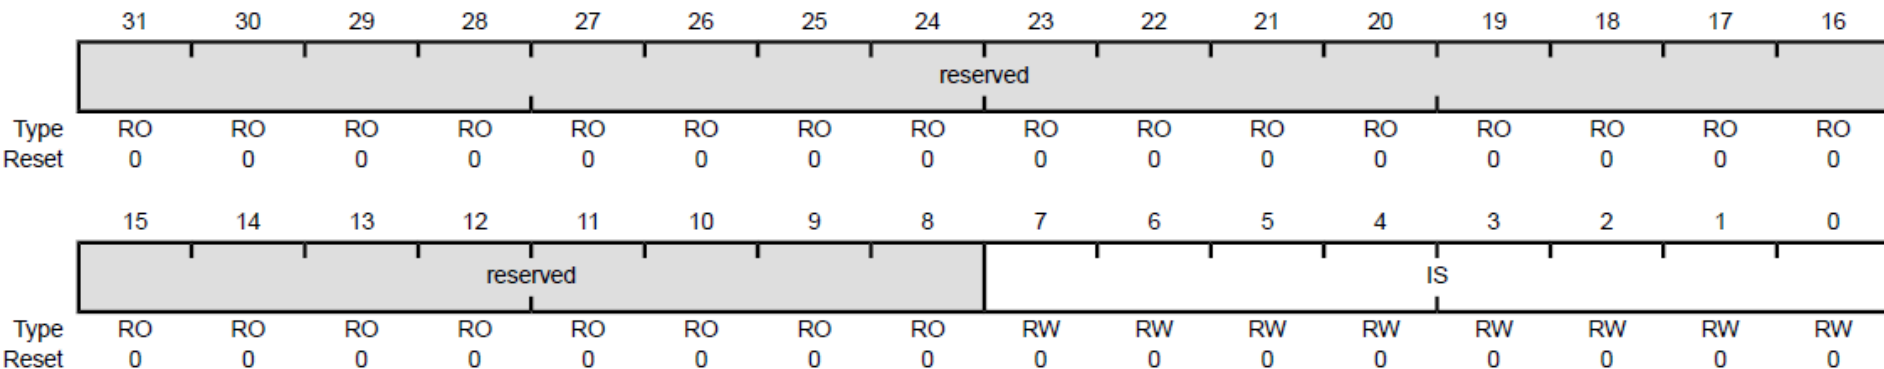 31 30 29 28 27 26 25 24 23 22 21 20 19 18 17 16
reserved
Type RO RO RO RO RO RO RO RO RO RO RO RO RO RO RO RO
Reset 0 0 0 0 0 0 0 0 0 0 0 0 0 0 0 0
15 14 13 12 11 10 9 8 7 6 5 4 3 2 1 0
reserved IS
Type RO RO RO RO RO RO RO RO RW RW RW RW RW RW RW RW
Reset 0 0 0 0 0 0 0 0 0 0 0 0 0 0 0 0